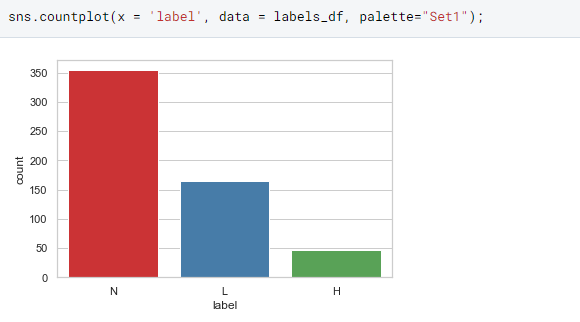 sns.countplot(x = 'label', data = labels_df, palette="Set1");
350
300
250
200
150
100
50
0
count
N L H
label